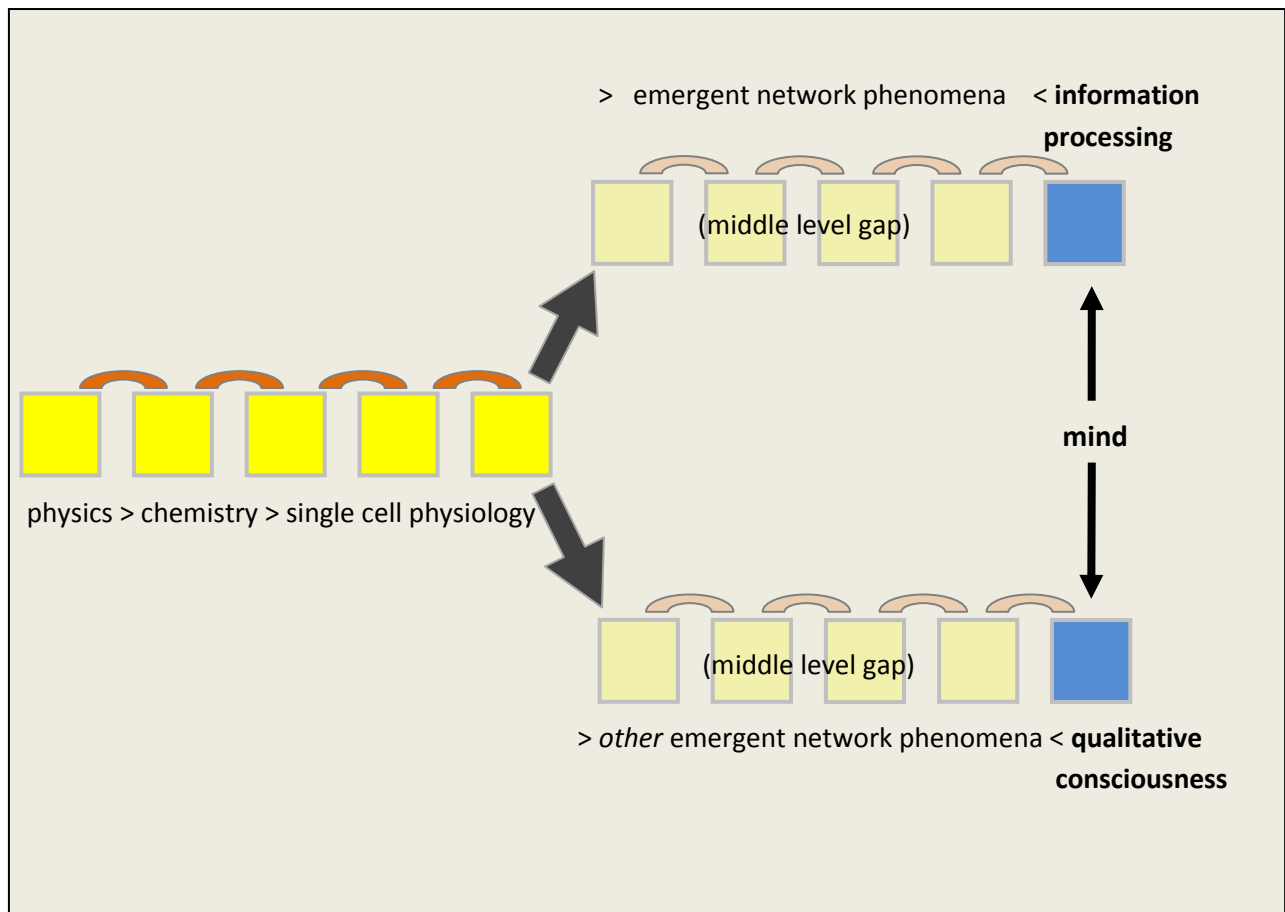 > emergent network phenomena < information
processing
(middle level gap)
mind
physics > chemistry > single cell physiology
(middle level gap)
> other emergent network phenomena < qualitative
consciousness